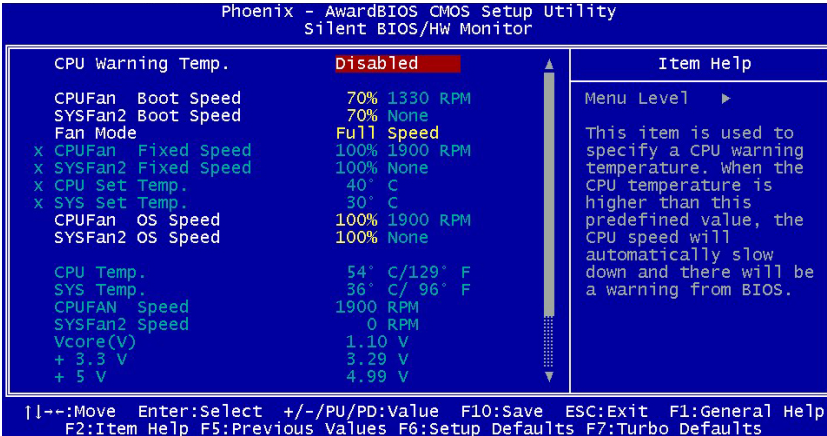 Phoenix - AwardBIOS CMOS Setup Utility
Silent BIOS/HW Monitor
CPU Warning Temp. Disabled
CPUFan Boot Speed 70% 1330 RPM
SYSFan2 Boot Speed 70% None
Fan Mode Full Speed
x CPUFan Fixed Speed 100% 1900 RPM
x SYSFan2 Fixed Speed 100% None
x CPU Set Temp. 40° C
x SYS Set Temp. 30° C
CPUFan OS Speed 100% 1900 RPM
SYSFan2 OS Speed 100% None
CPU Temp. 54° C/129° F
SYS Temp. 36° C/ 96° F
CPUFAN Speed 1900 RPM
SYSFan2 Speed 0 RPM
Vcore(V) 1.10 V
+ 3.3 V 3.29 V
+ 5 V 4.99 V
Item Help
Menu Level ▶
This item is used to
specify a CPU warning
temperature. When the
CPU temperature is
higher than this
predefined value, the
CPU speed will
automatically slow
down and there will be
a warning from BIOS.
↑↓→←:Move Enter:Select +/-/PU/PD:Value F10:Save ESC:Exit F1:General Help
F2:Item Help F5:Previous Values F6:Setup Defaults F7:Turbo Defaults